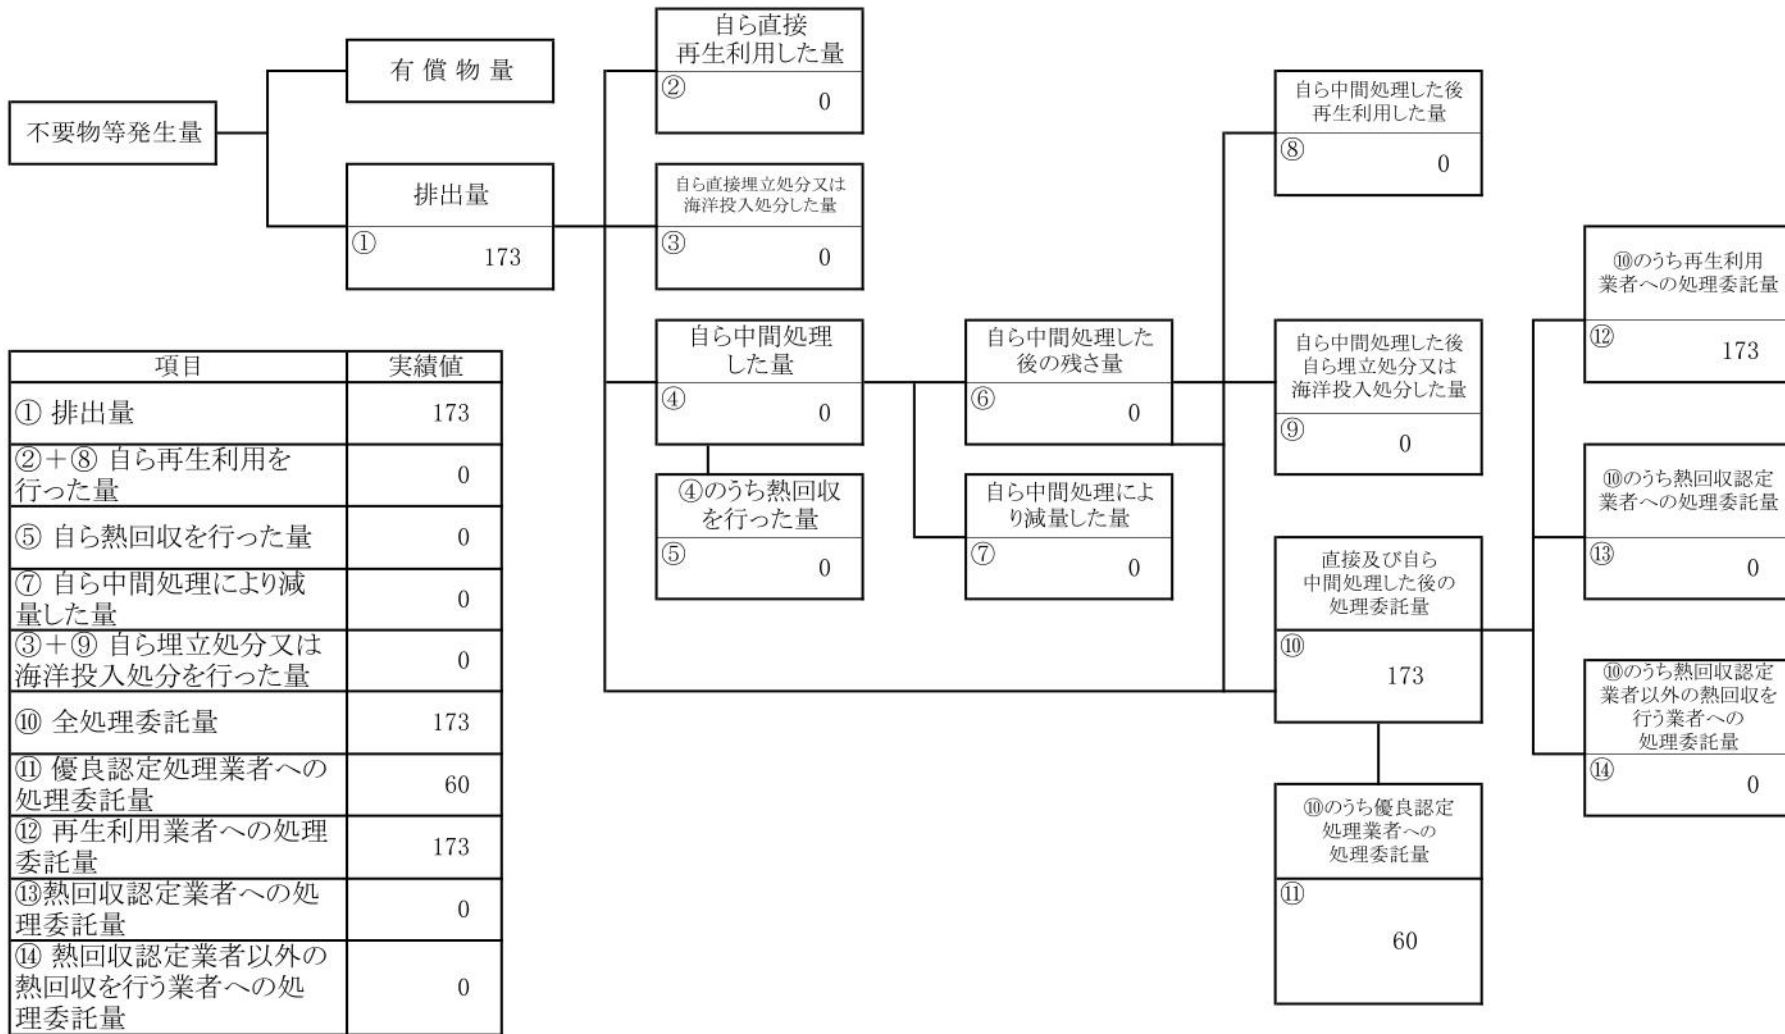 不要物等発生量
有償物量
排出量
①
173
自ら直接
再生利用した量
②
0
自ら直接埋立処分又は
海洋投入処分した量
③
0
自ら中間処理
した量
④
0
④のうち熱回収
を行った量
⑤
0
自ら中間処理した
後の残さ量
⑥
0
自ら中間処理によ
り減量した量
⑦
0
自ら中間処理した後
再生利用した量
⑧
0
自ら中間処理した後
自ら埋立処分又は
海洋投入処分した量
⑨
0
直接及び自ら
中間処理した後の
処理委託量
⑩
173
⑩のうち優良認定
処理業者への
処理委託量
⑪
60
⑩のうち再生利用
業者への処理委託量
⑫
173
⑩のうち熱回収認定
業者への処理委託量
⑬
0
⑩のうち熱回収認定
業者以外の熱回収を
行う業者への
処理委託量
⑭
0
項目 実績値
① 排出量 173
②＋⑧ 自ら再生利用を
行った量 0
⑤ 自ら熱回収を行った量 0
⑦ 自ら中間処理により減
量した量 0
③＋⑨ 自ら埋立処分又は
海洋投入処分を行った量 0
⑩ 全処理委託量 173
⑪ 優良認定処理業者への
処理委託量 60
⑫ 再生利用業者への処理
委託量 173
⑬熱回収認定業者への処
理委託量 0
⑭ 熱回収認定業者以外の
熱回収を行う業者への処
理委託量 0